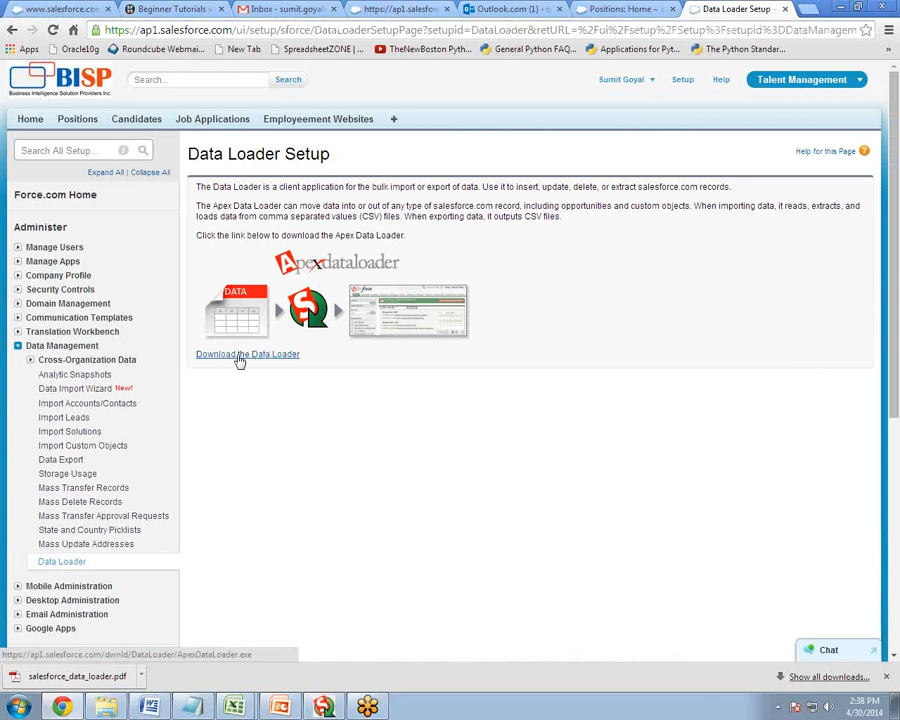 www.salesforce.com
Beginner Tutorials
Inbox - sumit.goyal
https://ap1.salesfor
Outlook.com (1) -
Positions: Home ~ s
Data Loader Setup ~
https://ap1.salesforce.com/ui/setup/sforce/DataLoaderSetupPage?setupid=DataLoader&retURL=%2Fui%2Fsetup%2FSetup%3Fsetupid%3DDataManagem
Apps
Oracle10g
Roundcube Webmai...
New Tab
SpreadsheetZONE |...
TheNewBoston Pyth...
General Python FAQ...
Applications for Pyt...
The Python Standar...
BISP
Business Intelligence Solution Providers Inc.
Search...
Search
Sumit Goyal
Setup
Help
Talent Management
Home
Positions
Candidates
Job Applications
Employeement Websites
+
Search All Setup...
Expand All | Collapse All
Force.com Home
Administer
Manage Users
Manage Apps
Company Profile
Security Controls
Domain Management
Communication Templates
Translation Workbench
Data Management
Cross-Organization Data
Analytic Snapshots
Data Import Wizard New!
Import Accounts/Contacts
Import Leads
Import Solutions
Import Custom Objects
Data Export
Storage Usage
Mass Transfer Records
Mass Delete Records
Mass Transfer Approval Requests
State and Country Picklists
Mass Update Addresses
Data Loader
Mobile Administration
Desktop Administration
Email Administration
Google Apps
Data Loader Setup
Help for this Page
The Data Loader is a client application for the bulk import or export of data. Use it to insert, update, delete, or extract salesforce.com records.
The Apex Data Loader can move data into or out of any type of salesforce.com record, including opportunities and custom objects. When importing data, it reads, extracts, and
loads data from comma separated values (CSV) files. When exporting data, it outputs CSV files.
Click the link below to download the Apex Data Loader.
Apexdataloader
DATA
Download the Data Loader
Chat
https://ap1.salesforce.com/dwnld/DataLoader/ApexDataLoader.exe
salesforce_data_loader.pdf
Show all downloads...
2:38 PM
4/30/2014